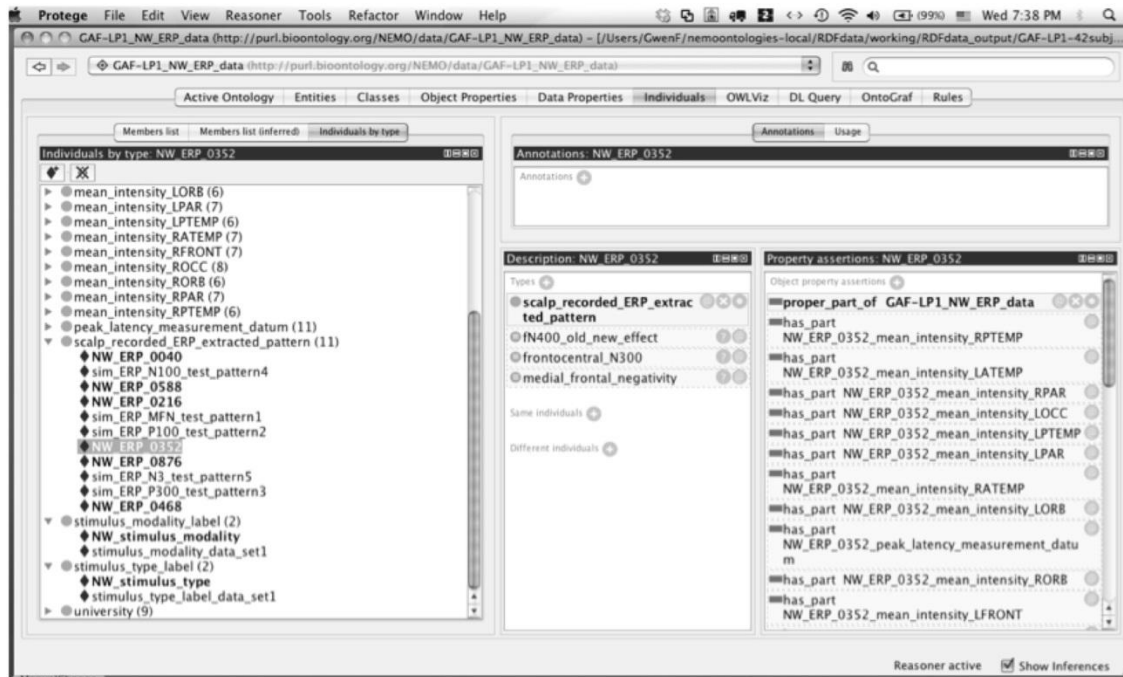 Protege File Edit View Reasoner Tools Refactor Window Help (99%) Wed 7:38 PM
GAF-LP1_NW_ERP_data (http://purl.bioontology.org/NEMO/data/GAF-LP1_NW_ERP_data) - [/Users/GwenF/nemoontologies-local/RDFdata/working/RDFdata_output/GAF-LP1-42subj...
GAF-LP1_NW_ERP_data (http://purl.bioontology.org/NEMO/data/GAF-LP1_NW_ERP_data)
Active Ontology Entities Classes Object Properties Data Properties Individuals OWLViz DL Query OntoGraf Rules
Members list Members list (inferred) Individuals by type
Individuals by type: NW_ERP_0352
mean_intensity_LORB (6)
mean_intensity_LPAR (7)
mean_intensity_LPTEMP (6)
mean_intensity_RATEMP (7)
mean_intensity_RFRONT (7)
mean_intensity_ROCC (8)
mean_intensity_RORB (6)
mean_intensity_RPAR (7)
mean_intensity_RPTEMP (6)
peak_latency_measurement_datum (11)
scalp_recorded_ERP_extracted_pattern (11)
NW_ERP_0040
sim_ERP_N100_test_pattern4
NW_ERP_0588
NW_ERP_0216
sim_ERP_MFN_test_pattern1
sim_ERP_P100_test_pattern2
NW_ERP_0352
NW_ERP_0876
sim_ERP_N3_test_pattern5
sim_ERP_P300_test_pattern3
NW_ERP_0468
stimulus_modality_label (2)
NW_stimulus_modality
stimulus_modality_data_set1
stimulus_type_label (2)
NW_stimulus_type
stimulus_type_label_data_set1
university (9)
Annotations Usage
Annotations: NW_ERP_0352
Annotations
Description: NW_ERP_0352
Types
scalp_recorded_ERP_extrac
ted_pattern
fN400_old_new_effect
frontocentral_N300
medial_frontal_negativity
Same individuals
Different individuals
Property assertions: NW_ERP_0352
Object property assertions
proper_part_of GAF-LP1_NW_ERP_data
has_part
NW_ERP_0352_mean_intensity_RPTEMP
has_part
NW_ERP_0352_mean_intensity_LATEMP
has_part NW_ERP_0352_mean_intensity_RPAR
has_part NW_ERP_0352_mean_intensity_LOCC
has_part NW_ERP_0352_mean_intensity_LPTEMP
has_part NW_ERP_0352_mean_intensity_LPAR
has_part
NW_ERP_0352_mean_intensity_RATEMP
has_part NW_ERP_0352_mean_intensity_LORB
has_part
NW_ERP_0352_peak_latency_measurement_datu
m
has_part NW_ERP_0352_mean_intensity_RORB
has_part
NW_ERP_0352_mean_intensity_LFRONT
Reasoner active Show Inferences